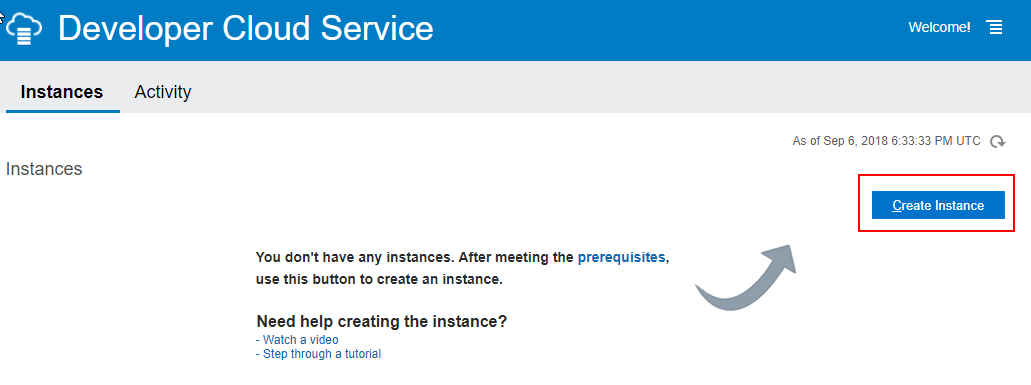 Developer Cloud Service
Welcome!
Instances
Activity
As of Sep 6, 2018 6:33:33 PM UTC
Instances
Create Instance
You don't have any instances. After meeting the prerequisites,
use this button to create an instance.
Need help creating the instance?
- Watch a video
- Step through a tutorial